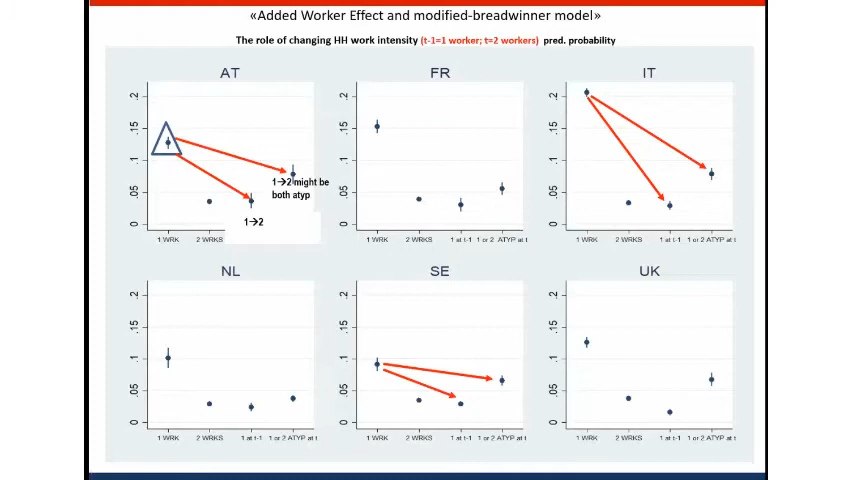 «Added Worker Effect and modified-breadwinner model»
The role of changing HH work intensity (t-1=1 worker; t=2 workers) pred. probability
AT
.2
.15
.1
.05
0
1→2 might be
both atyp
1→2
1 WRK 2 WRKS
FR
.2
.15
.1
.05
0
1 WRK 2 WRKS 1 at t-1 1 or 2 ATYP at t
IT
.2
.15
.1
.05
0
1 WRK 2 WRKS 1 at t-1 1 or 2 ATYP at t
NL
.2
.15
.1
.05
0
1 WRK 2 WRKS 1 at t-1 1 or 2 ATYP at t
SE
.2
.15
.1
.05
0
1 WRK 2 WRKS 1 at t-1 1 or 2 ATYP at t
UK
.2
.15
.1
.05
0
1 WRK 2 WRKS 1 at t-1 1 or 2 ATYP at t